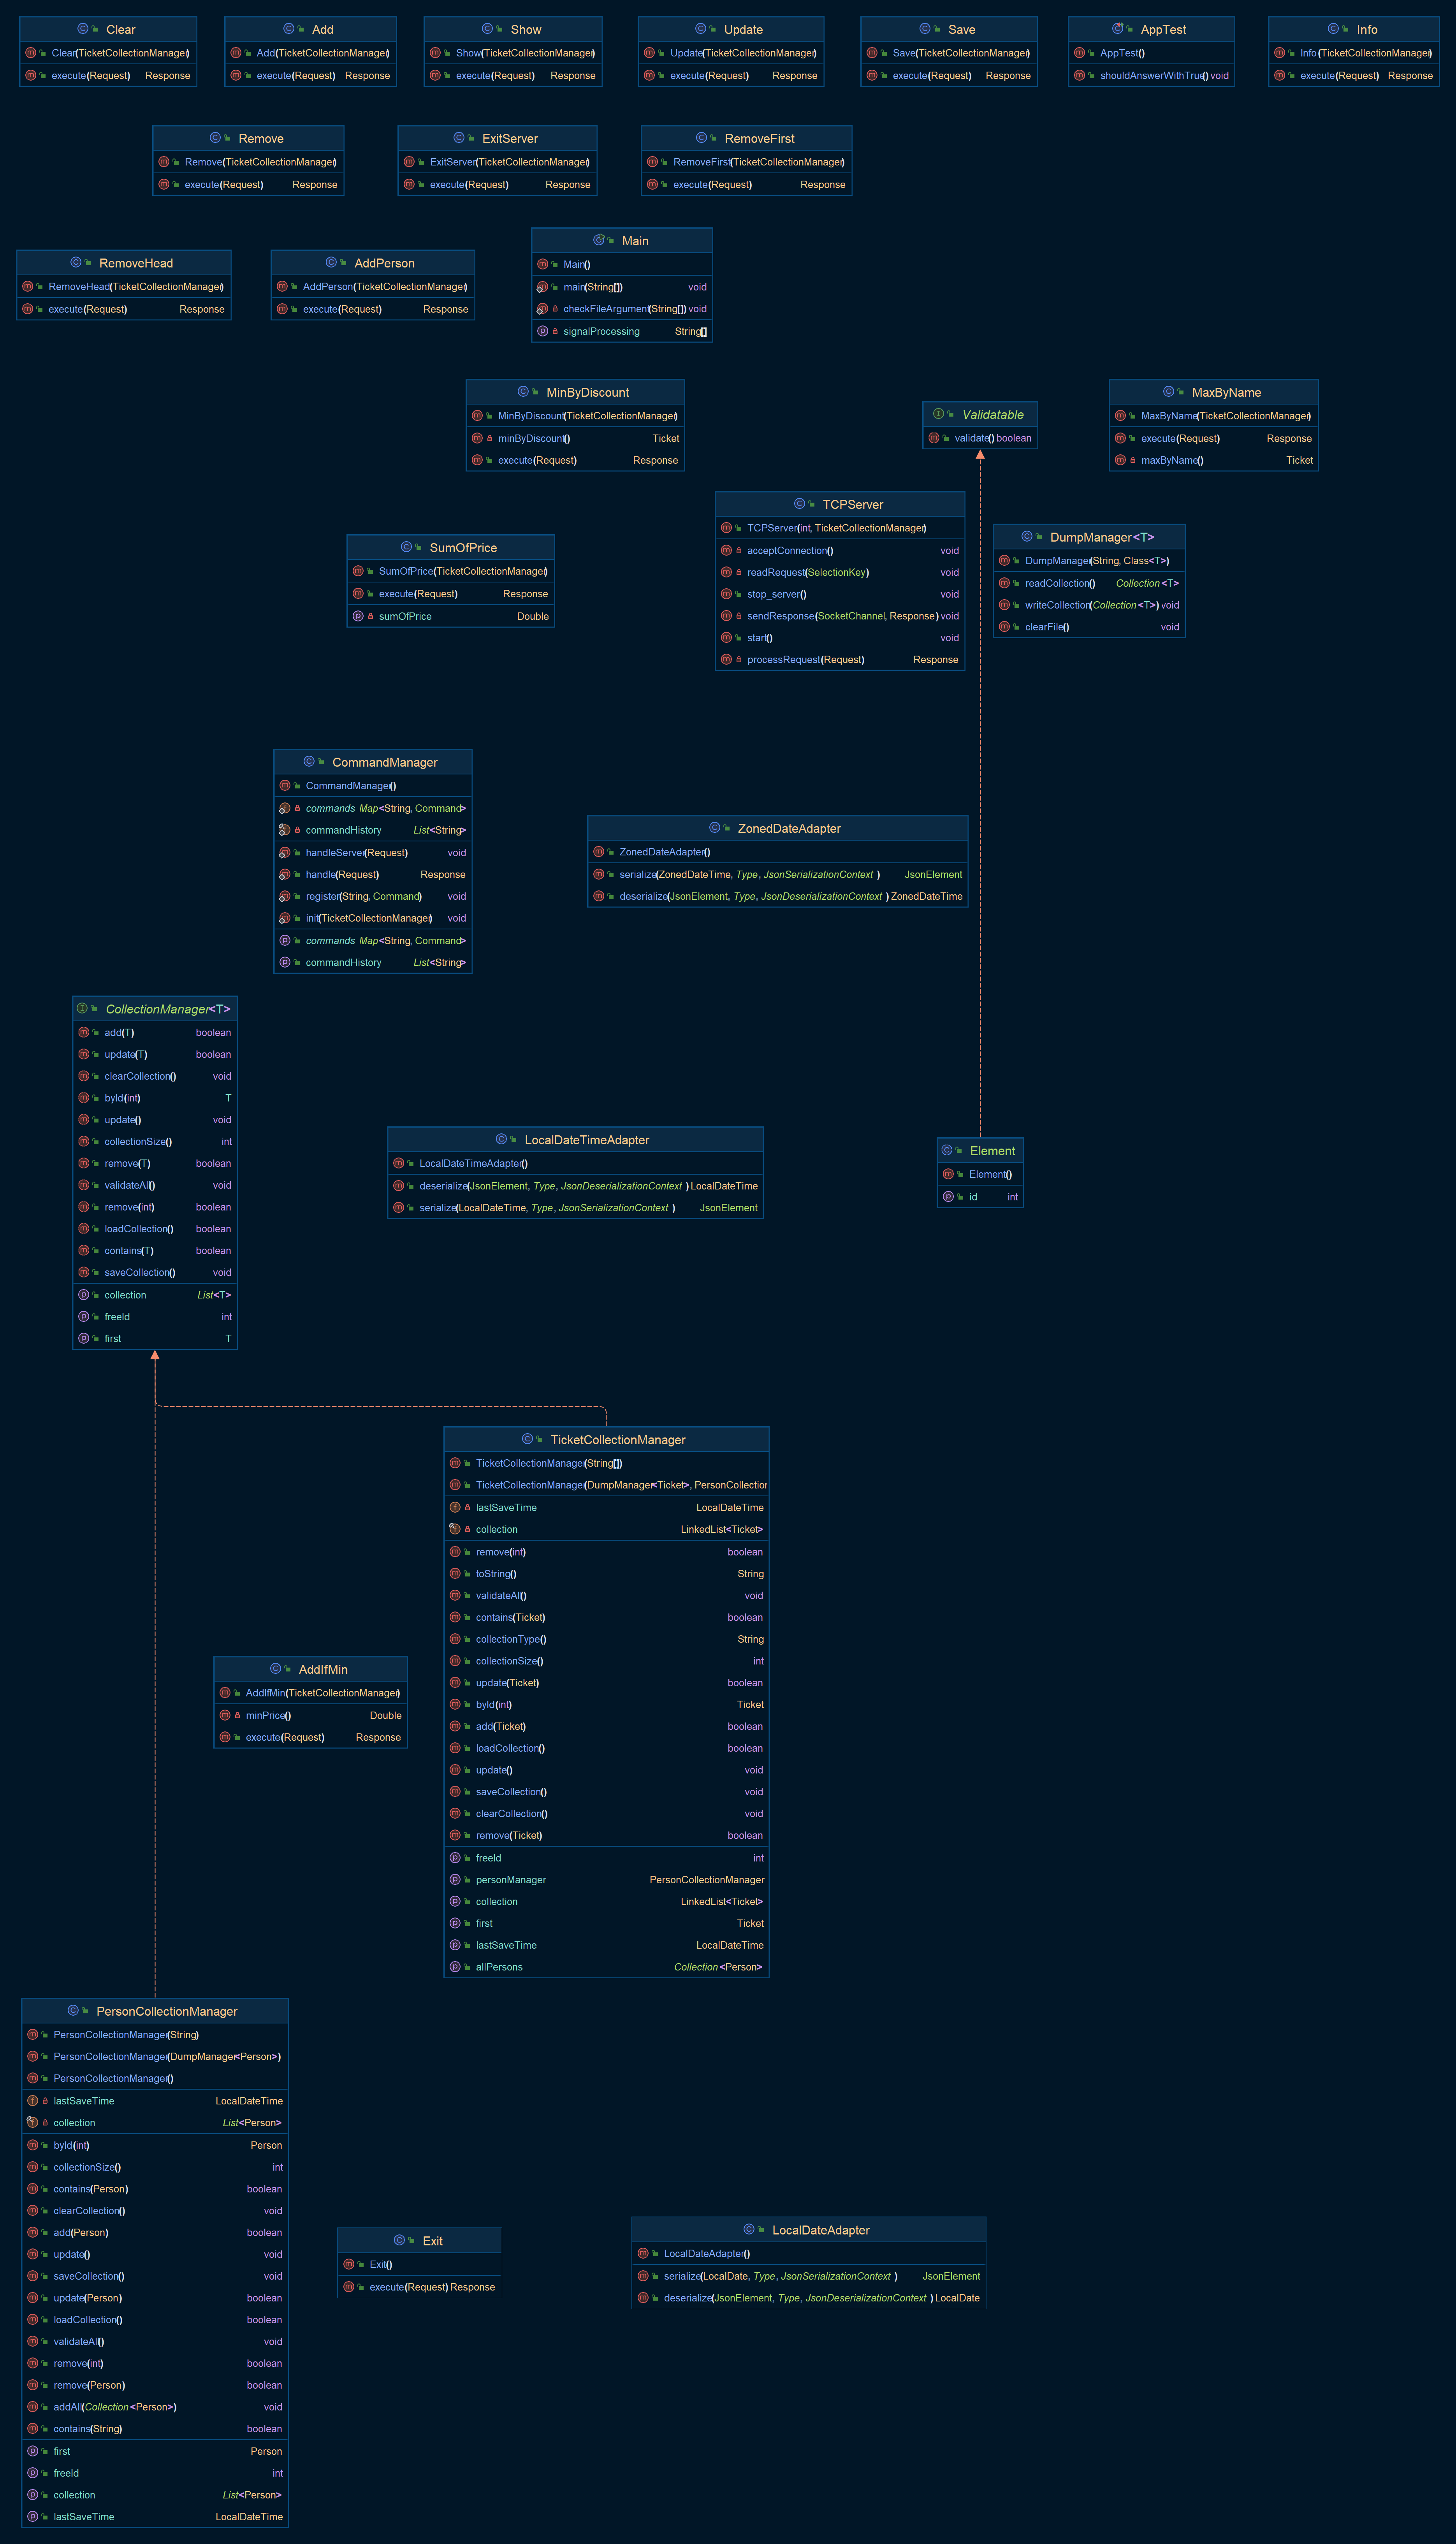 Clear
Clear(TicketCollectionManager)
execute(Request) Response
Add
Add(TicketCollectionManager)
execute(Request) Response
Show
Show(TicketCollectionManager)
execute(Request) Response
Update
Update(TicketCollectionManager)
execute(Request) Response
Save
Save(TicketCollectionManager)
execute(Request) Response
AppTest
AppTest()
shouldAnswerWithTrue() void
Info
Info(TicketCollectionManager)
execute(Request) Response
Remove
Remove(TicketCollectionManager)
execute(Request) Response
ExitServer
ExitServer(TicketCollectionManager)
execute(Request) Response
RemoveFirst
RemoveFirst(TicketCollectionManager)
execute(Request) Response
RemoveHead
RemoveHead(TicketCollectionManager)
execute(Request) Response
AddPerson
AddPerson(TicketCollectionManager)
execute(Request) Response
Main
Main()
main(String[]) void
checkFileArgument(String[]) void
signalProcessing String[]
MinByDiscount
MinByDiscount(TicketCollectionManager)
minByDiscount() Ticket
execute(Request) Response
Validatable
validate() boolean
MaxByName
MaxByName(TicketCollectionManager)
execute(Request) Response
maxByName() Ticket
TCPServer
TCPServer(int, TicketCollectionManager)
acceptConnection() void
readRequest(SelectionKey) void
stop_server() void
sendResponse(SocketChannel, Response) void
start() void
processRequest(Request) Response
DumpManager<T>
DumpManager(String, Class<T>)
readCollection() Collection<T>
writeCollection(Collection<T>) void
clearFile() void
SumOfPrice
SumOfPrice(TicketCollectionManager)
execute(Request) Response
sumOfPrice Double
CommandManager
CommandManager()
commands Map<String, Command>
commandHistory List<String>
handleServer(Request) void
handle(Request) Response
register(String, Command) void
init(TicketCollectionManager) void
commands Map<String, Command>
commandHistory List<String>
ZonedDateAdapter
ZonedDateAdapter()
serialize(ZonedDateTime, Type, JsonSerializationContext) JsonElement
deserialize(JsonElement, Type, JsonDeserializationContext) ZonedDateTime
CollectionManager<T>
add(T) boolean
update(T) boolean
clearCollection() void
byId(int) T
update() void
collectionSize() int
remove(T) boolean
validateAll() void
remove(int) boolean
loadCollection() boolean
contains(T) boolean
saveCollection() void
collection List<T>
freeId int
first T
LocalDateTimeAdapter
LocalDateTimeAdapter()
deserialize(JsonElement, Type, JsonDeserializationContext) LocalDateTime
serialize(LocalDateTime, Type, JsonSerializationContext) JsonElement
Element
Element()
id int
TicketCollectionManager
TicketCollectionManager(String[])
TicketCollectionManager(DumpManager<Ticket>, PersonCollection
lastSaveTime LocalDateTime
collection LinkedList<Ticket>
remove(int) boolean
toString() String
validateAll() void
contains(Ticket) boolean
collectionType() String
collectionSize() int
update(Ticket) boolean
byId(int) Ticket
add(Ticket) boolean
loadCollection() boolean
update() void
saveCollection() void
clearCollection() void
remove(Ticket) boolean
freeId int
personManager PersonCollectionManager
collection LinkedList<Ticket>
first Ticket
lastSaveTime LocalDateTime
allPersons Collection<Person>
AddIfMin
AddIfMin(TicketCollectionManager)
minPrice() Double
execute(Request) Response
PersonCollectionManager
PersonCollectionManager(String)
PersonCollectionManager(DumpManager<Person>)
PersonCollectionManager()
lastSaveTime LocalDateTime
collection List<Person>
byId(int) Person
collectionSize() int
contains(Person) boolean
clearCollection() void
add(Person) boolean
update() void
saveCollection() void
update(Person) boolean
loadCollection() boolean
validateAll() void
remove(int) boolean
remove(Person) boolean
addAll(Collection<Person>) void
contains(String) boolean
first Person
freeId int
collection List<Person>
lastSaveTime LocalDateTime
Exit
Exit()
execute(Request) Response
LocalDateAdapter
LocalDateAdapter()
serialize(LocalDate, Type, JsonSerializationContext) JsonElement
deserialize(JsonElement, Type, JsonDeserializationContext) LocalDate